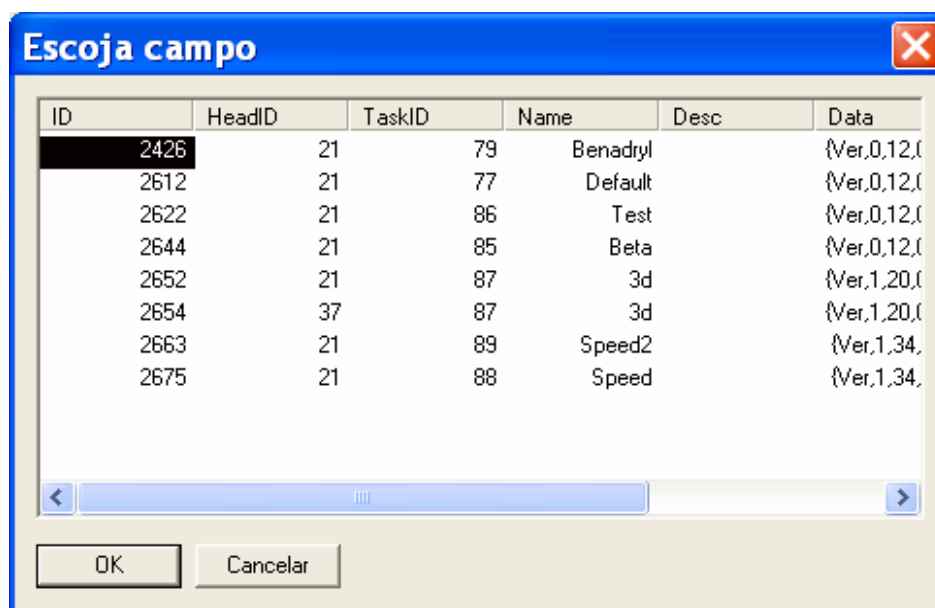 Escoja campo
ID HeadID TaskID Name Desc Data
2426 21 79 Benadryl {Ver,0,12,0
2612 21 77 Default {Ver,0,12,0
2622 21 86 Test {Ver,0,12,0
2644 21 85 Beta {Ver,0,12,0
2652 21 87 3d {Ver,1,20,0
2654 37 87 3d {Ver,1,20,0
2663 21 89 Speed2 {Ver,1,34,
2675 21 88 Speed {Ver,1,34,
OK Cancelar